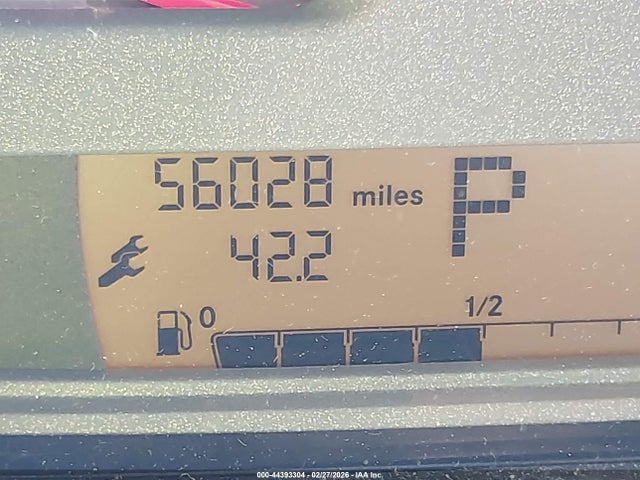 56028 miles P
42.2
0 1/2
000-44393304 - 02/27/2026 - IAA Inc.